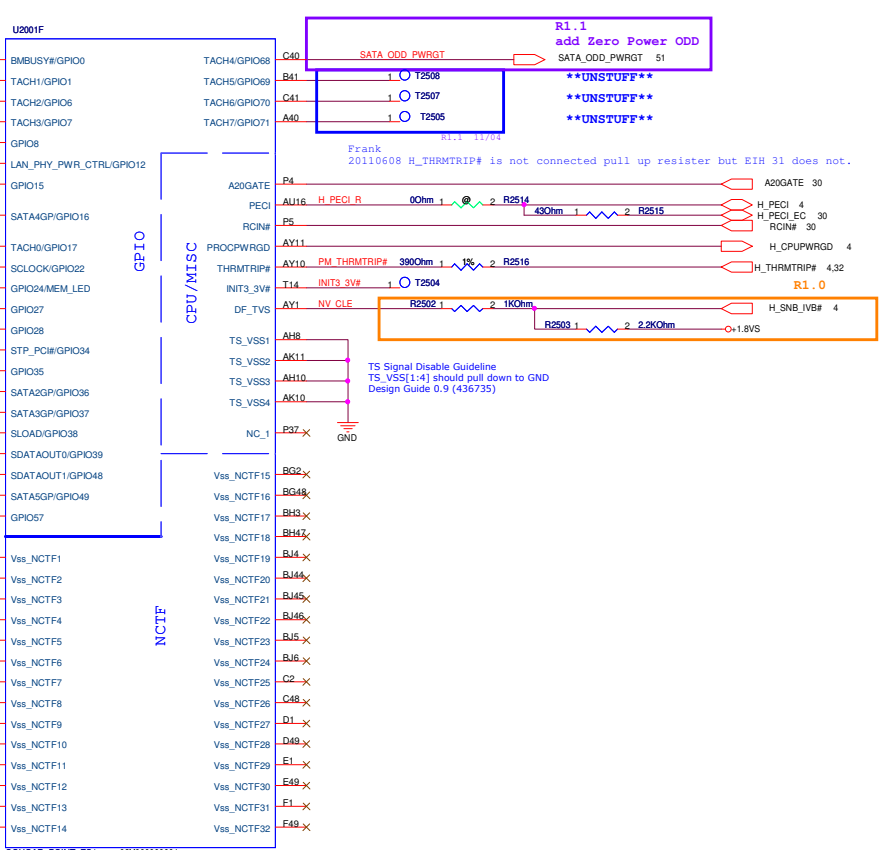 U2001F
R1.1
add Zero Power ODD
BMBUSY#/GPIO0 TACH4/GPIO68 C40 SATA_ODD_PWRGT SATA_ODD_PWRGT 51
TACH1/GPIO1 TACH5/GPIO69 B41 1 T2508 **UNSTUFF**
TACH2/GPIO6 TACH6/GPIO70 C41 1 T2507 **UNSTUFF**
TACH3/GPIO7 TACH7/GPIO71 A40 1 T2505 **UNSTUFF**
R1.1 11/04
GPIO8
Frank
LAN_PHY_PWR_CTRL/GPIO12
20110608 H_THRMTRIP# is not connected pull up resister but EIH 31 does not.
GPIO15 A20GATE P4 A20GATE 30
PECI AU16 H_PECI_R 0Ohm 1 @ 2 R2514 H_PECI 4
SATA4GP/GPIO16 43Ohm 1 2 R2515 H_PECI_EC 30
RCIN# P5 RCIN# 30
TACH0/GPIO17 PROCPWRGD AY11 H_CPUPWRGD 4
SCLOCK/GPIO22 THRMTRIP# AY10 PM_THRMTRIP# 390Ohm 1 1% 2 R2516 H_THRMTRIP# 4,32
GPIO24/MEM_LED INIT3_3V# T14 INIT3_3V# 1 T2504
R1.0
GPIO27 DF_TVS AY1 NV_CLE R2502 1 2 1KOhm H_SNB_IVB# 4
GPIO28 R2503 1 2 2.2KOhm +1.8VS
GPIO
CPU/MISC
STP_PCI#/GPIO34 TS_VSS1 AH8
GPIO35 TS_VSS2 AK11
SATA2GP/GPIO36 TS_VSS3 AH10
SATA3GP/GPIO37 TS_VSS4 AK10
TS Signal Disable Guideline
TS_VSS[1:4] should pull down to GND
Design Guide 0.9 (436735)
SLOAD/GPIO38 NC_1 P37
GND
SDATAOUT0/GPIO39
SDATAOUT1/GPIO48 Vss_NCTF15 BG2
SATA5GP/GPIO49 Vss_NCTF16 BG48
GPIO57 Vss_NCTF17 BH3
Vss_NCTF18 BH47
Vss_NCTF1 Vss_NCTF19 BJ4
Vss_NCTF2 Vss_NCTF20 BJ44
Vss_NCTF3 Vss_NCTF21 BJ45
Vss_NCTF4 Vss_NCTF22 BJ46
NCTF
Vss_NCTF5 Vss_NCTF23 BJ5
Vss_NCTF6 Vss_NCTF24 BJ6
Vss_NCTF7 Vss_NCTF25 C2
Vss_NCTF8 Vss_NCTF26 C48
Vss_NCTF9 Vss_NCTF27 D1
Vss_NCTF10 Vss_NCTF28 D49
Vss_NCTF11 Vss_NCTF29 E1
Vss_NCTF12 Vss_NCTF30 E49
Vss_NCTF13 Vss_NCTF31 F1
Vss_NCTF14 Vss_NCTF32 F49